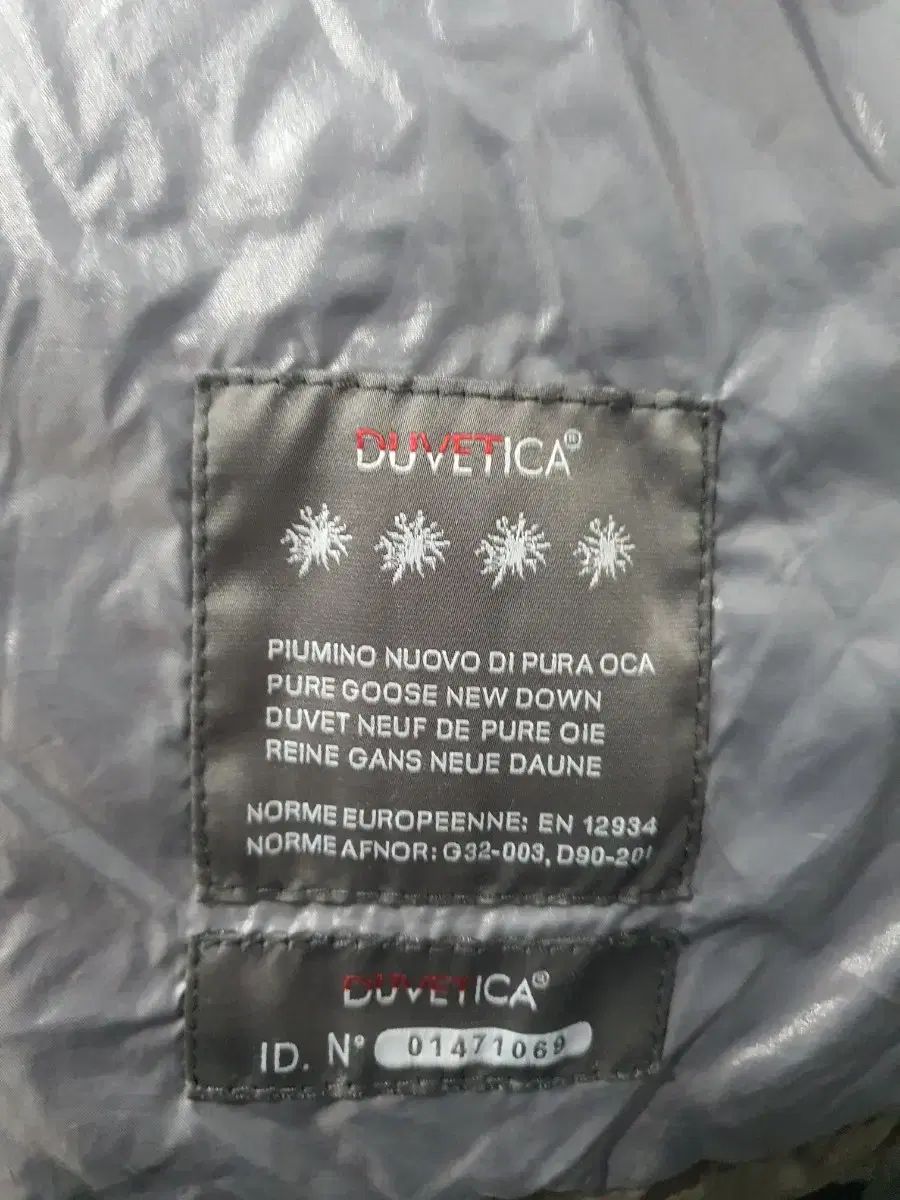 DUVETICA®
PIUMINO NUOVO DI PURA OCA
PURE GOOSE NEW DOWN
DUVET NEUF DE PURE OIE
REINE GANS NEUE DAUNE
NORME EUROPEENNE: EN 12934
NORME AFNOR: G32-003,
DUVETICA®
ID. N° 01471069